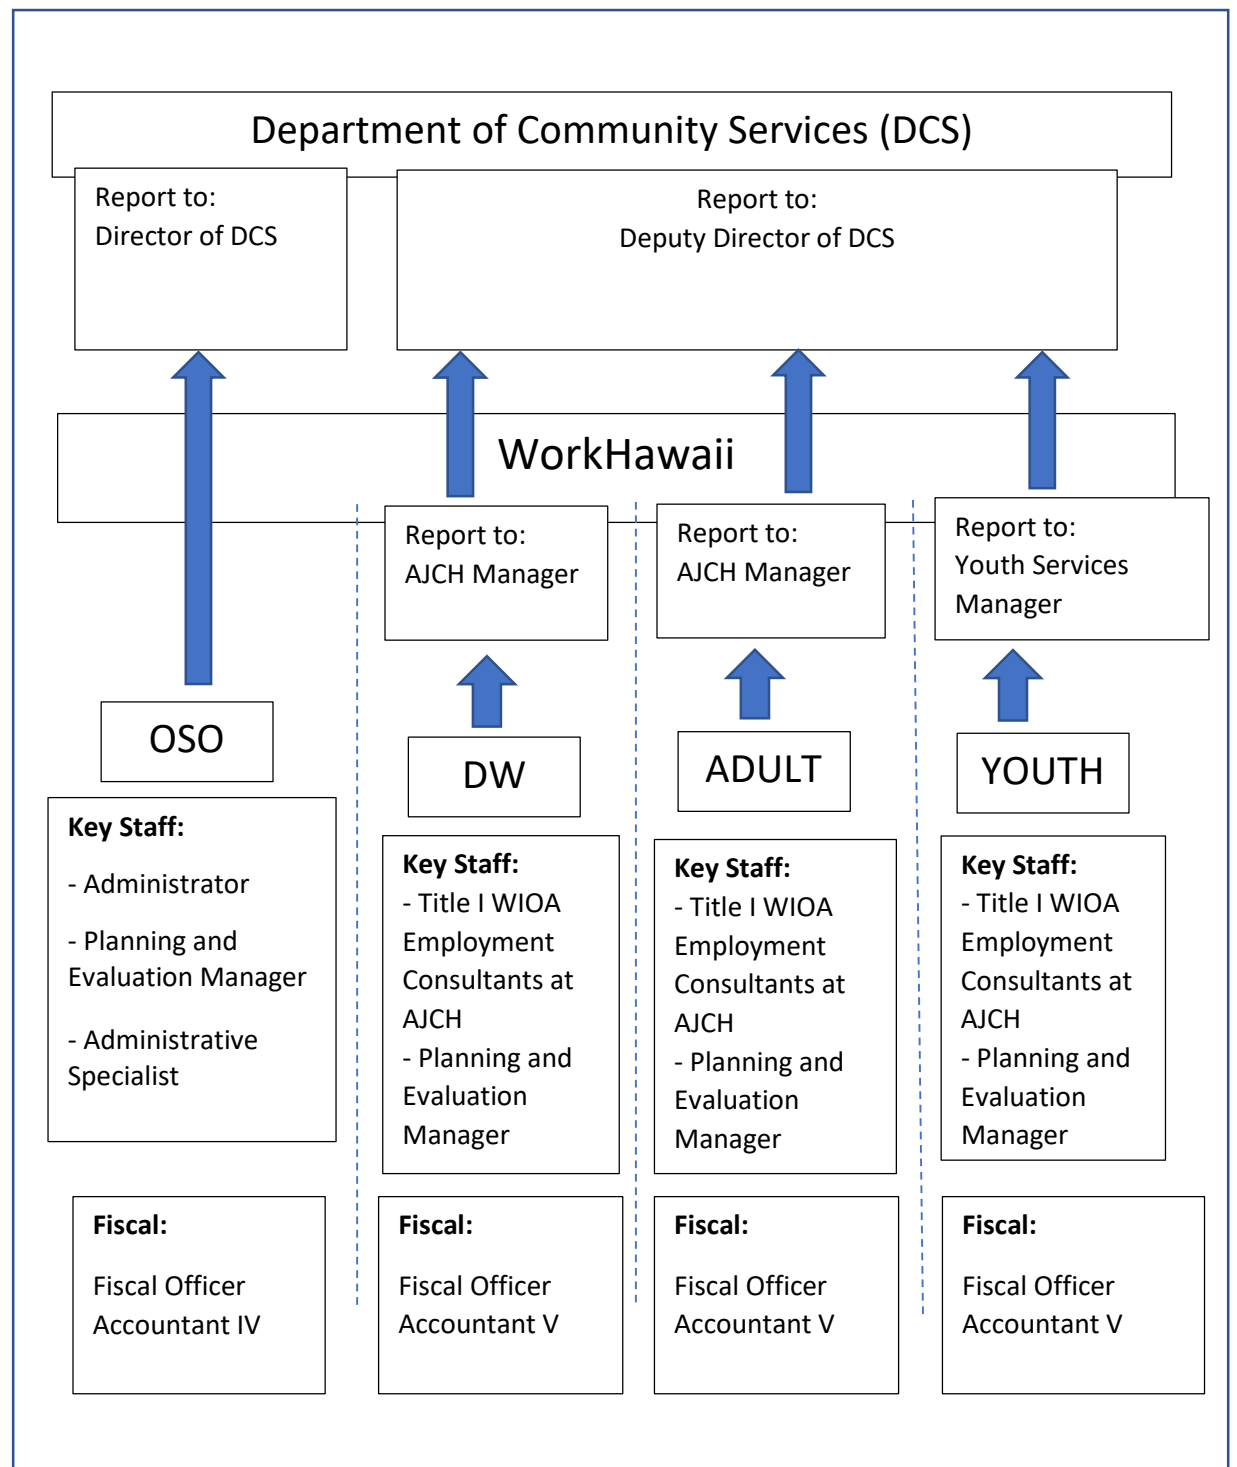 Department of Community Services (DCS)
Report to:
Director of DCS
Report to:
Deputy Director of DCS
WorkHawaii
Report to:
AJCH Manager
Report to:
AJCH Manager
Report to:
Youth Services
Manager
OSO
DW
ADULT
YOUTH
Key Staff:
- Administrator
- Planning and
Evaluation Manager
- Administrative
Specialist
Key Staff:
- Title I WIOA
Employment
Consultants at
AJCH
- Planning and
Evaluation
Manager
Key Staff:
- Title I WIOA
Employment
Consultants at
AJCH
- Planning and
Evaluation
Manager
Key Staff:
- Title I WIOA
Employment
Consultants at
AJCH
- Planning and
Evaluation
Manager
Fiscal:
Fiscal Officer
Accountant IV
Fiscal:
Fiscal Officer
Accountant V
Fiscal:
Fiscal Officer
Accountant V
Fiscal:
Fiscal Officer
Accountant V